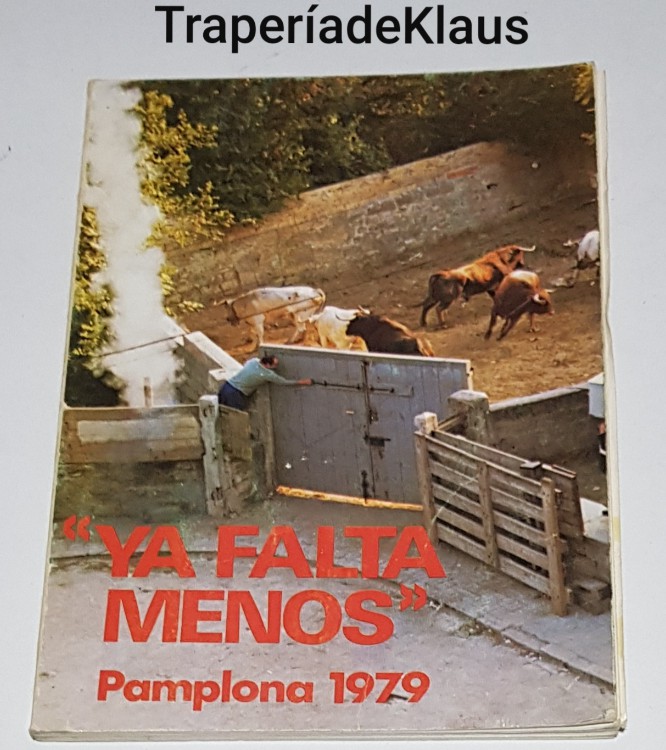 TraperíadeKlaus
“YA FALTA
MENOS”
Pamplona 1979